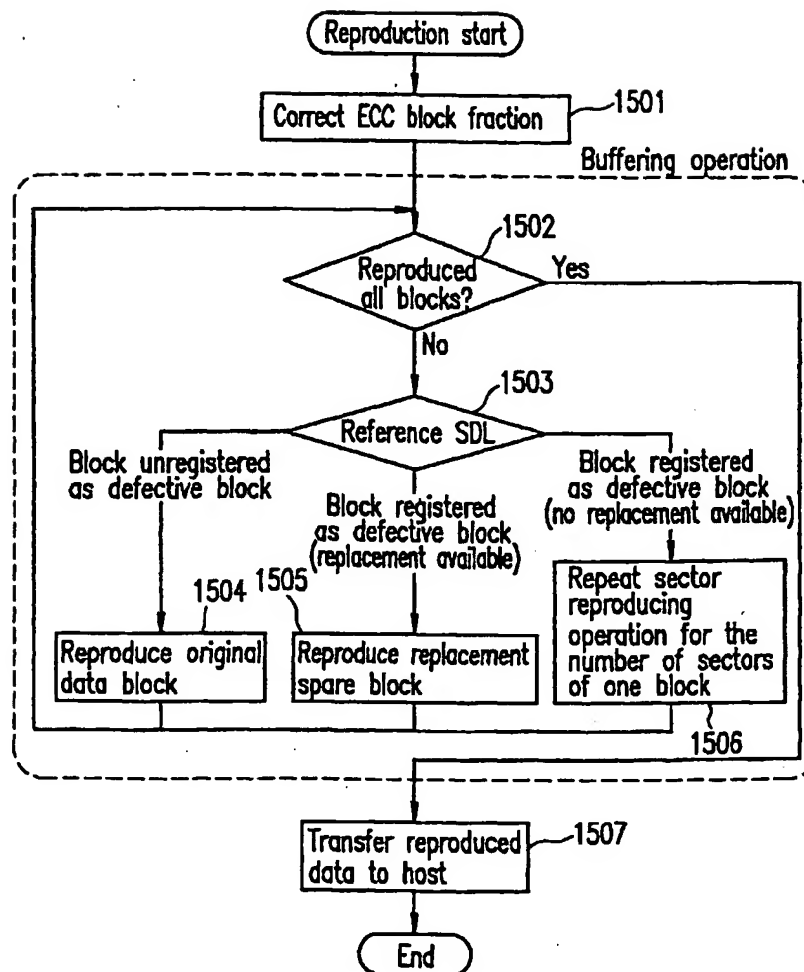 Reproduction start
1501
Correct ECC block fraction
Buffering operation
1502
Reproduced
all blocks?
Yes
No
1503
Reference SDL
Block unregistered
as defective block
Block registered
as defective block
(replacement available)
Block registered
as defective block
(no replacement available)
1504
Reproduce original
data block
1505
Reproduce replacement
spare block
Repeat sector
reproducing
operation for the
number of sectors
of one block
1506
1507
Transfer reproduced
data to host
End